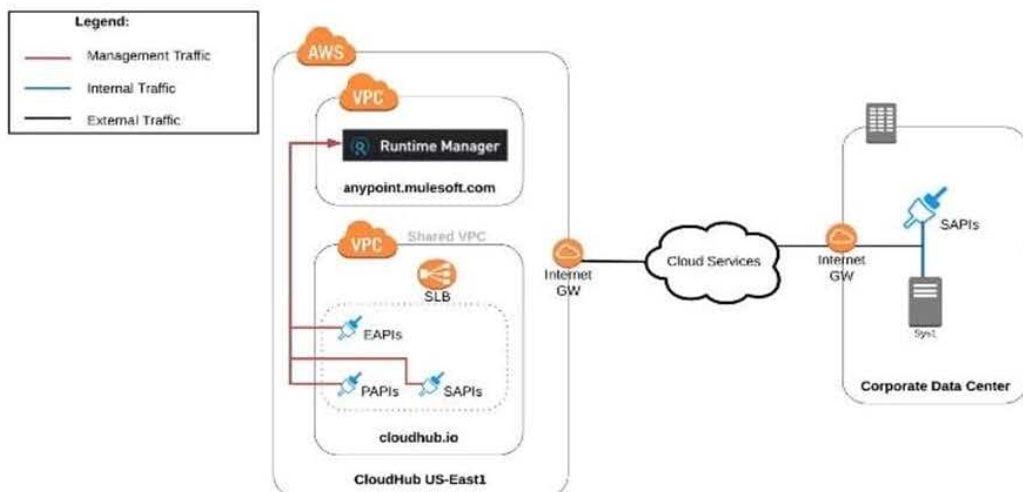 Legend:
Management Traffic
Internal Traffic
External Traffic
AWS
VPC
Runtime Manager
anypoint.mulesoft.com
VPC
Shared VPC
SLB
EAPIs
PAPIs
SAPIs
cloudhub.io
CloudHub US-East1
Internet
GW
Cloud Services
Internet
GW
SAPIs
Sys1
Corporate Data Center